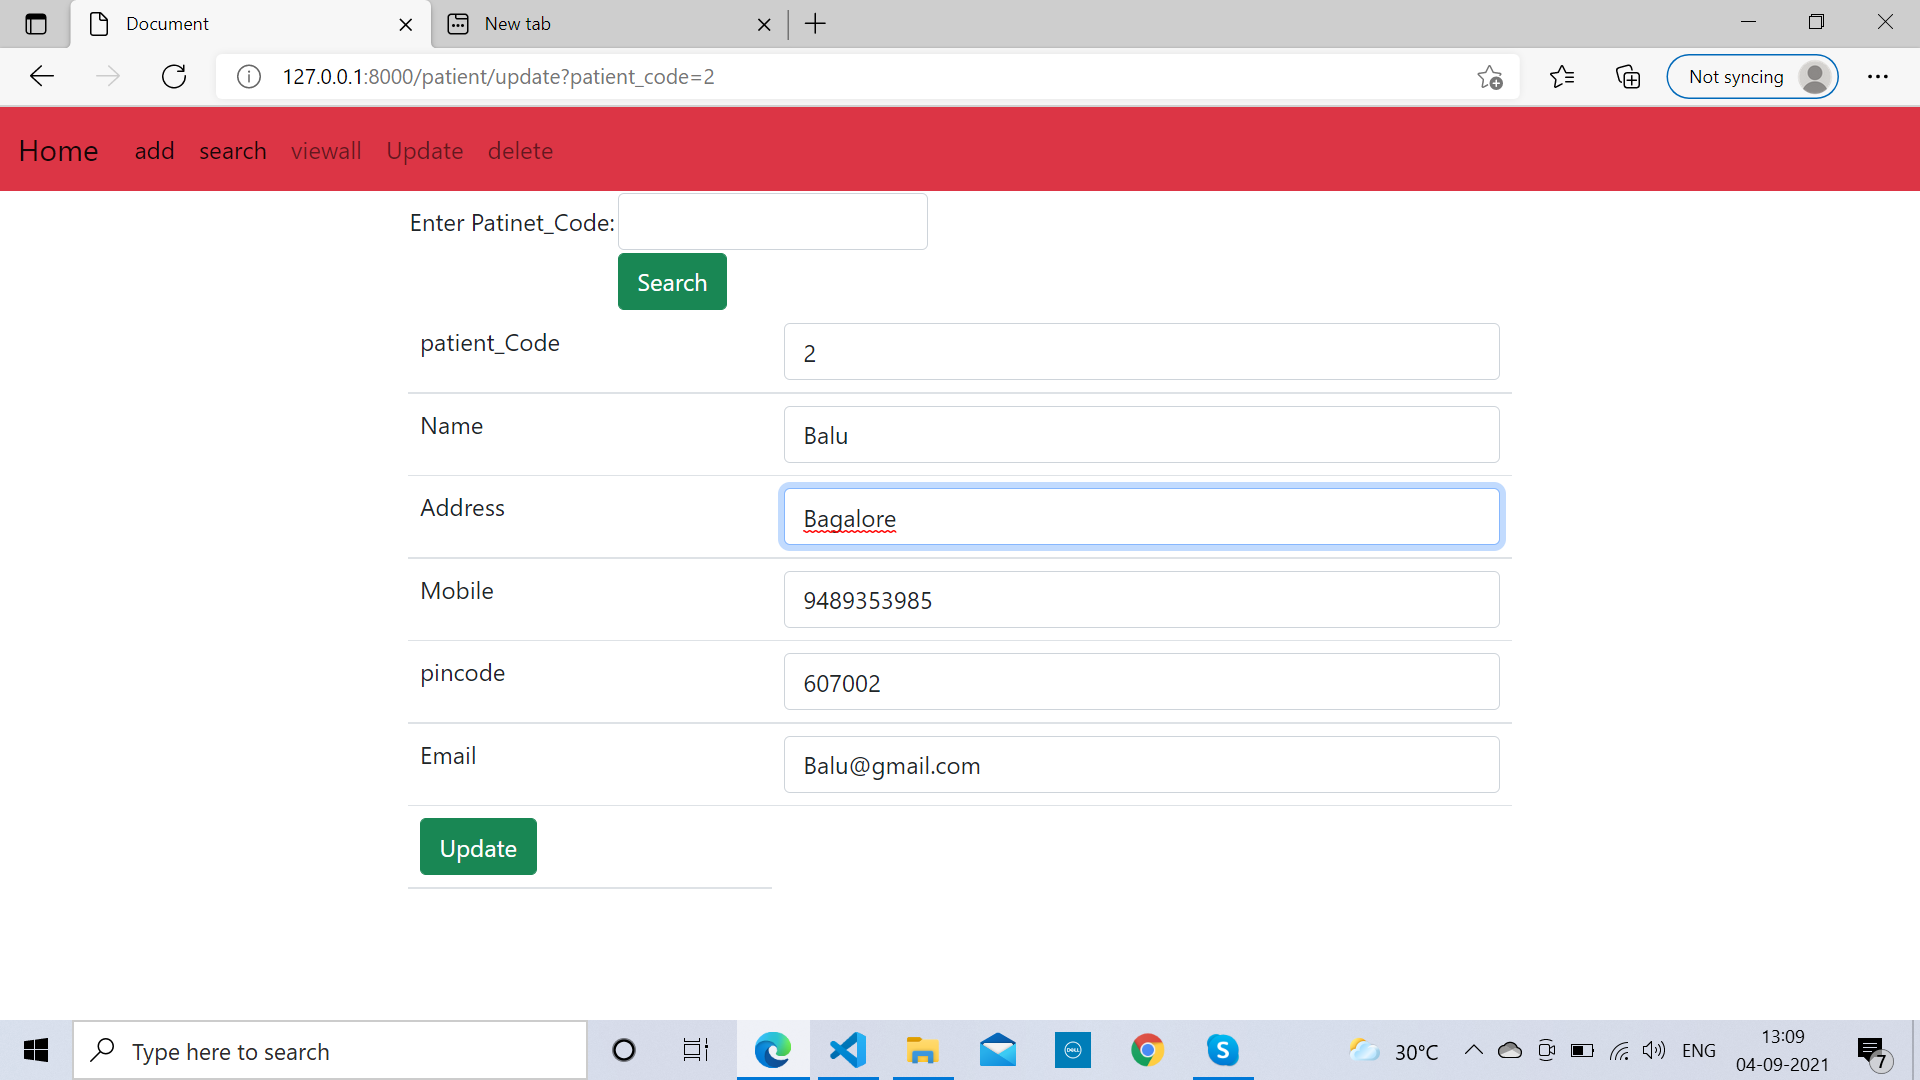 Document
New tab
127.0.0.1:8000/patient/update?patient_code=2
Not syncing
Home add search viewall Update delete
Enter Patinet_Code:
Search
patient_Code 2
Name Balu
Address Bagalore
Mobile 9489353985
pincode 607002
Email Balu@gmail.com
Update
Type here to search
DELL
S
30°C
ENG
13:09
04-09-2021
7